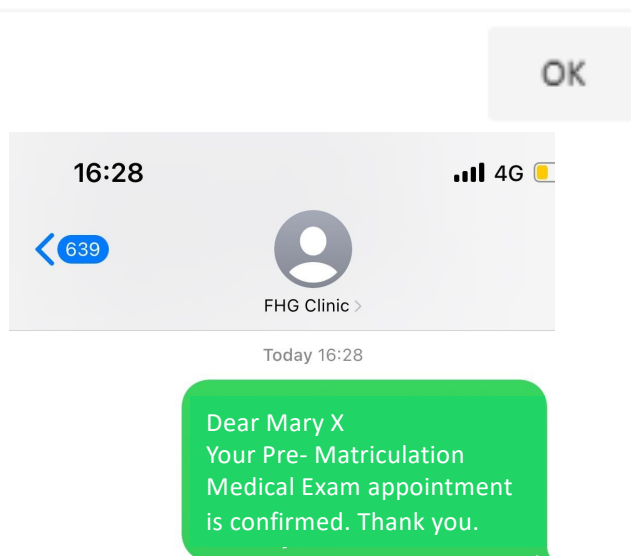 OK
16:28 4G
639
FHG Clinic
Today 16:28
Dear Mary X
Your Pre- Matriculation
Medical Exam appointment
is confirmed. Thank you.